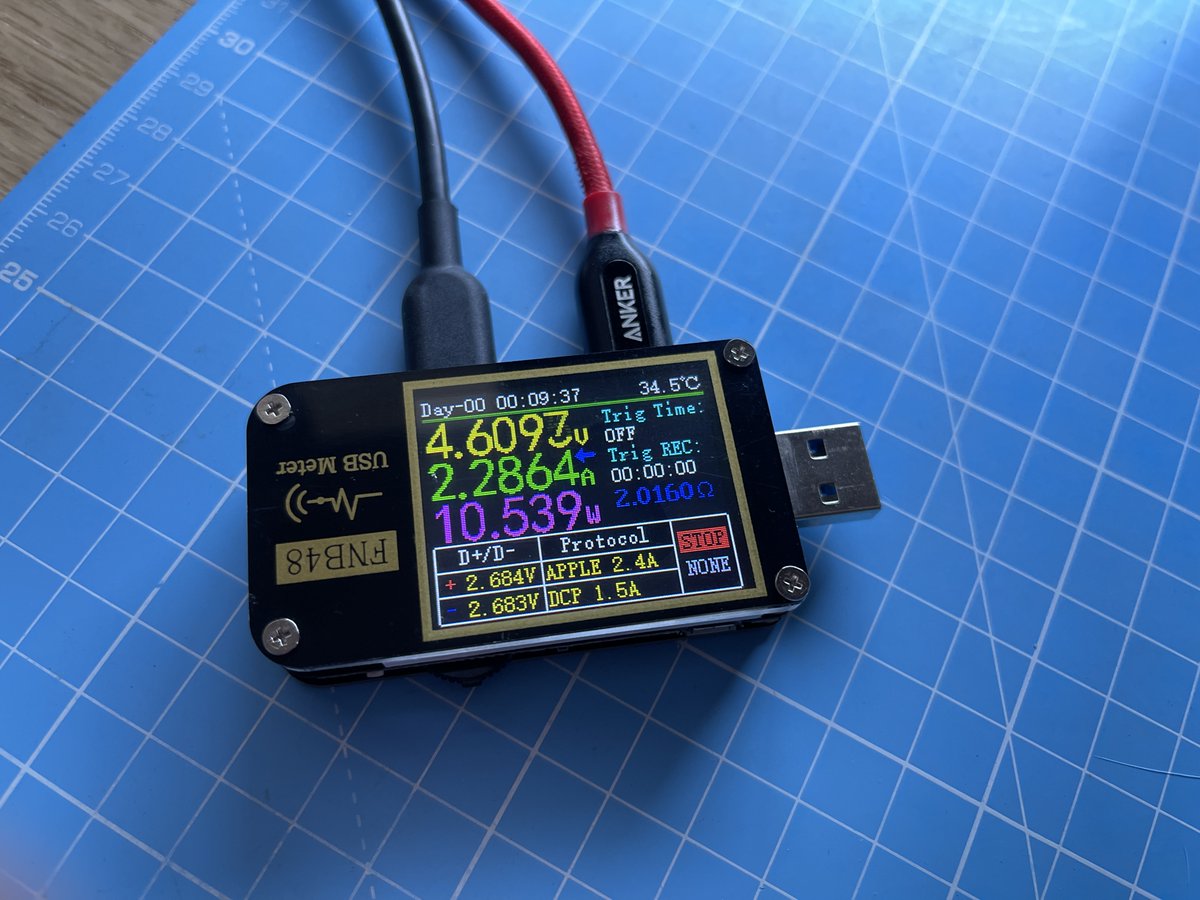 30
29
28
27
26
25
ANKER
Day-00 00:09:37 34.5℃
Trig Time:
OFF
2.2864A
Trig REC:
00:00:00
10.539W
2.0160Ω
D+/D- Protocol STOP
+ 2.684V APPLE 2.4A NONE
- 2.683V DCP 1.5A
USB Meter
FNB48